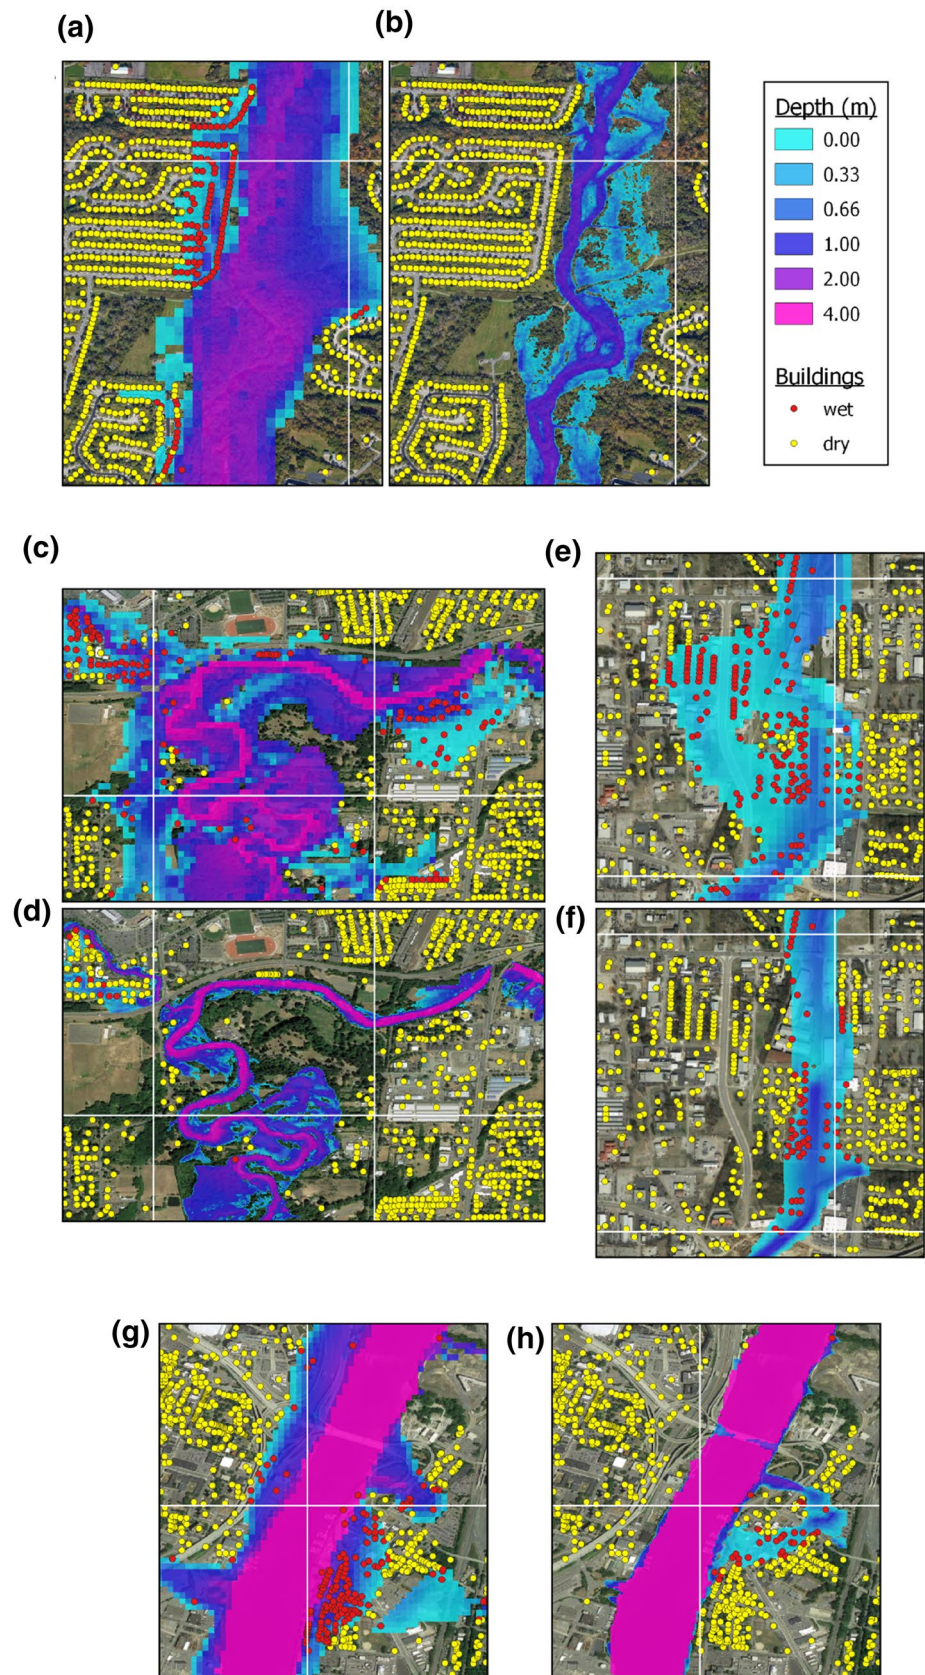 (a)
(b)
Depth (m)
0.00
0.33
0.66
1.00
2.00
4.00
Buildings
wet
dry
(c)
(e)
(d)
(f)
(g)
(h)